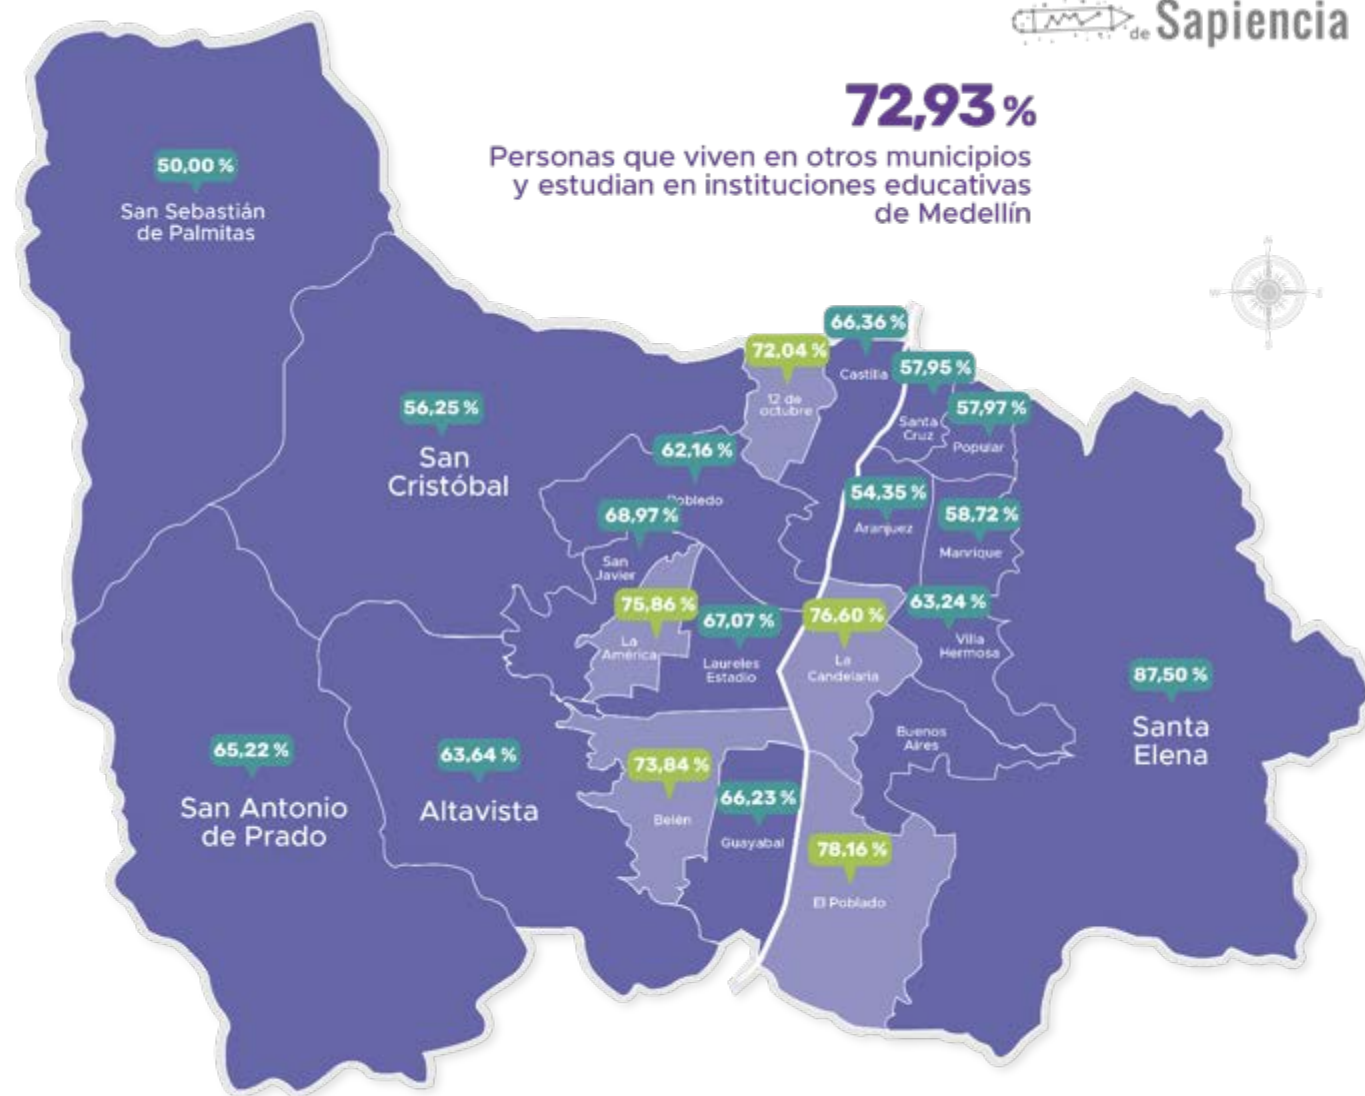 de Sapiencia
72,93 %
Personas que viven en otros municipios
y estudian en instituciones educativas
de Medellín
N
W
E
S
50,00 %
San Sebastián
de Palmitas
66,36 %
Castilla
72,04 %
12 de
octubre
57,95 %
Santa
Cruz
57,97 %
Popular
56,25 %
San
Cristóbal
62,16 %
Robledo
54,35 %
Aranjuez
58,72 %
Manrique
68,97 %
San
Javier
75,86 %
La
América
67,07 %
Laureles
Estadio
76,60 %
La
Candelaria
63,24 %
Villa
Hermosa
87,50 %
Santa
Elena
Buenos
Aires
65,22 %
San Antonio
de Prado
63,64 %
Altavista
73,84 %
Belén
66,23 %
Guayabal
78,16 %
El Poblado